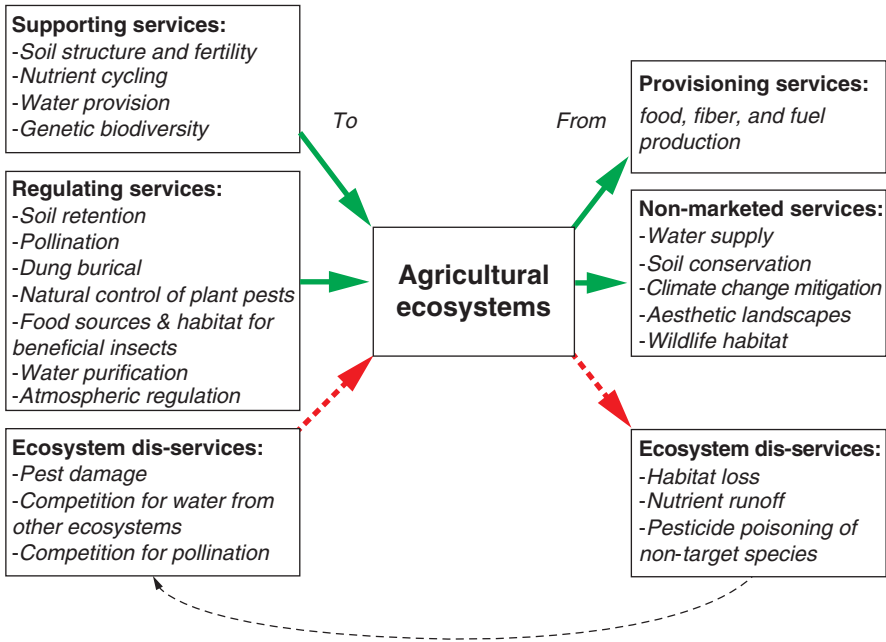 Supporting services:
-Soil structure and fertility
-Nutrient cycling
-Water provision
-Genetic biodiversity
Regulating services:
-Soil retention
-Pollination
-Dung burical
-Natural control of plant pests
-Food sources & habitat for
beneficial insects
-Water purification
-Atmospheric regulation
Ecosystem dis-services:
-Pest damage
-Competition for water from
other ecosystems
-Competition for pollination
To
Agricultural
ecosystems
From
Provisioning services:
food, fiber, and fuel
production
Non-marketed services:
-Water supply
-Soil conservation
-Climate change mitigation
-Aesthetic landscapes
-Wildlife habitat
Ecosystem dis-services:
-Habitat loss
-Nutrient runoff
-Pesticide poisoning of
non-target species